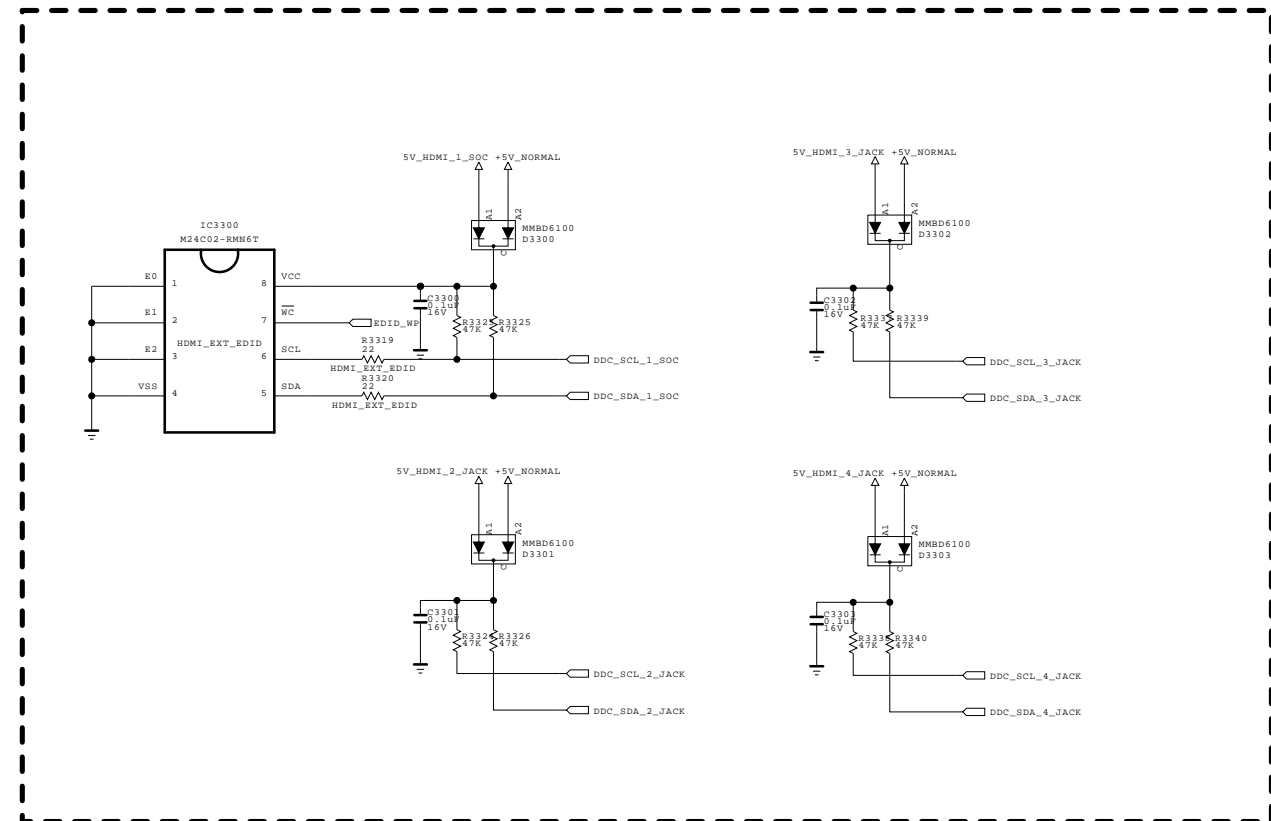 5V_HDMI_1_SOC +5V_NORMAL
A1
A2
MMBD6100
D3300
C
IC3300
M24C02-RMN6T
E0
1
8
VCC
E1
2
7
WC
EDID_WP
HDMI_EXT_EDID
E2
3
6
SCL
VSS
4
5
SDA
C3300
0.1uF
16V
R3325
47K
47K
R3319
22
HDMI_EXT_EDID
R3320
22
HDMI_EXT_EDID
DDC_SCL_1_SOC
DDC_SDA_1_SOC
5V_HDMI_3_JACK +5V_NORMAL
A1
A2
MMBD6100
D3302
C
C3302
0.1uF
16V
R3339
47K
47K
DDC_SCL_3_JACK
DDC_SDA_3_JACK
5V_HDMI_2_JACK +5V_NORMAL
A1
A2
MMBD6100
D3301
C
C3301
0.1uF
16V
R3326
47K
47K
DDC_SCL_2_JACK
DDC_SDA_2_JACK
5V_HDMI_4_JACK +5V_NORMAL
A1
A2
MMBD6100
D3303
C
C3303
0.1uF
16V
R3340
47K
47K
DDC_SCL_4_JACK
DDC_SDA_4_JACK